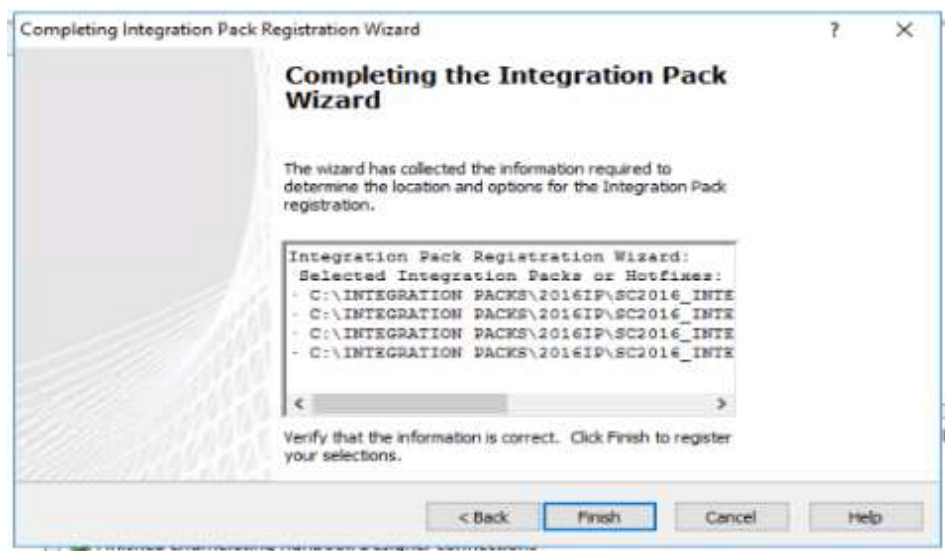 Completing Integration Pack Registration Wizard
? ×
Completing the Integration Pack
Wizard
The wizard has collected the information required to
determine the location and options for the Integration Pack
registration.
Integration Pack Registration Wizard:
Selected Integration Packs or Hotfixes:
- C:\INTEGRATION PACKS\2016IP\SC2016_INTE
- C:\INTEGRATION PACKS\2016IP\SC2016_INTE
- C:\INTEGRATION PACKS\2016IP\SC2016_INTE
- C:\INTEGRATION PACKS\2016IP\SC2016_INTE
< >
Verify that the information is correct. Click Finish to register
your selections.
< Back Finish Cancel Help